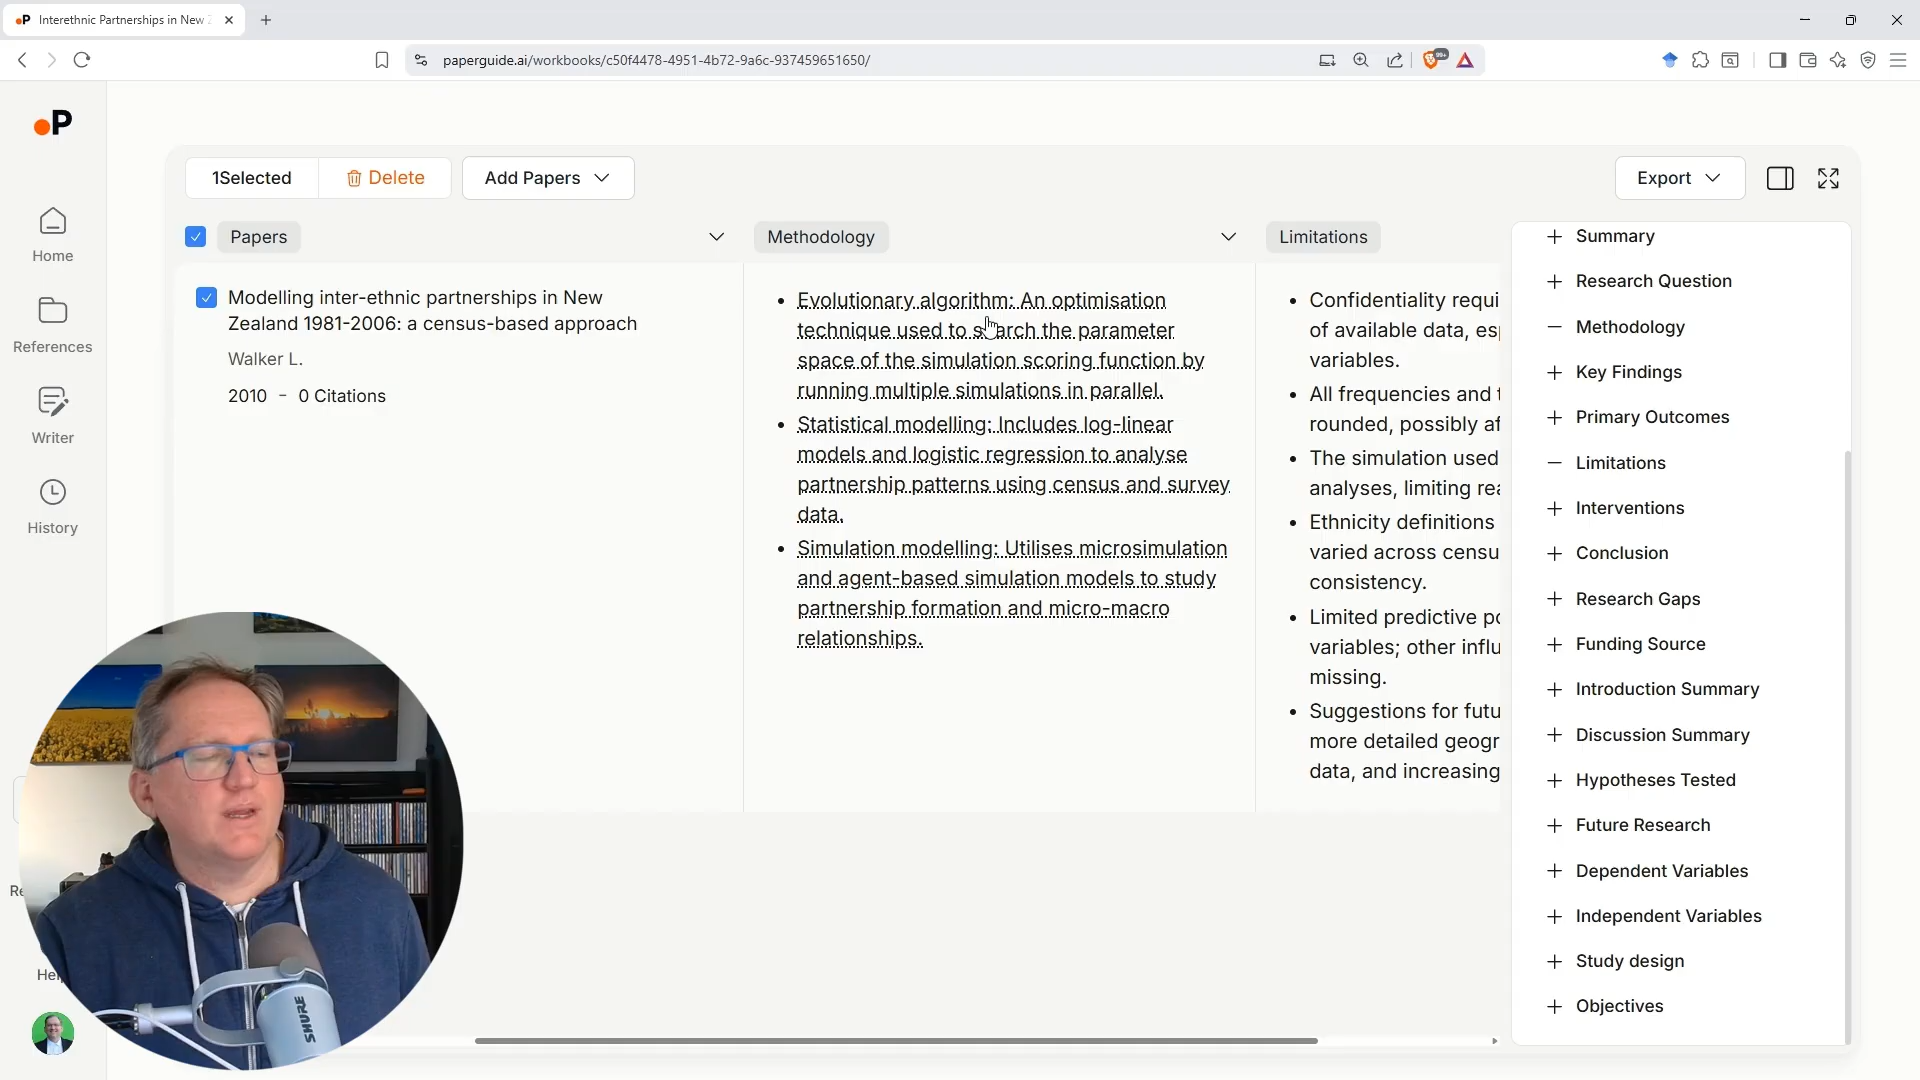 Interethnic Partnerships in New
paperguide.ai/workbooks/c50f4478-4951-4b72-9a6c-937459651650/
99+
P
Home
References
Writer
History
1Selected
Delete
Add Papers
Export
Papers
Methodology
Limitations
Modelling inter-ethnic partnerships in New
Zealand 1981-2006: a census-based approach
Walker L.
2010 - 0 Citations
• Evolutionary algorithm: An optimisation
technique used to search the parameter
space of the simulation scoring function by
running multiple simulations in parallel.
• Statistical modelling: Includes log-linear
models and logistic regression to analyse
partnership patterns using census and survey
data.
• Simulation modelling: Utilises microsimulation
and agent-based simulation models to study
partnership formation and micro-macro
relationships.
• Confidentiality requi
of available data, esp
variables.
• All frequencies and t
rounded, possibly af
• The simulation used
analyses, limiting rea
• Ethnicity definitions
varied across censu
consistency.
• Limited predictive po
variables; other influ
missing.
• Suggestions for futu
more detailed geogr
data, and increasing
+ Summary
+ Research Question
− Methodology
+ Key Findings
+ Primary Outcomes
− Limitations
+ Interventions
+ Conclusion
+ Research Gaps
+ Funding Source
+ Introduction Summary
+ Discussion Summary
+ Hypotheses Tested
+ Future Research
+ Dependent Variables
+ Independent Variables
+ Study design
+ Objectives
SHURE